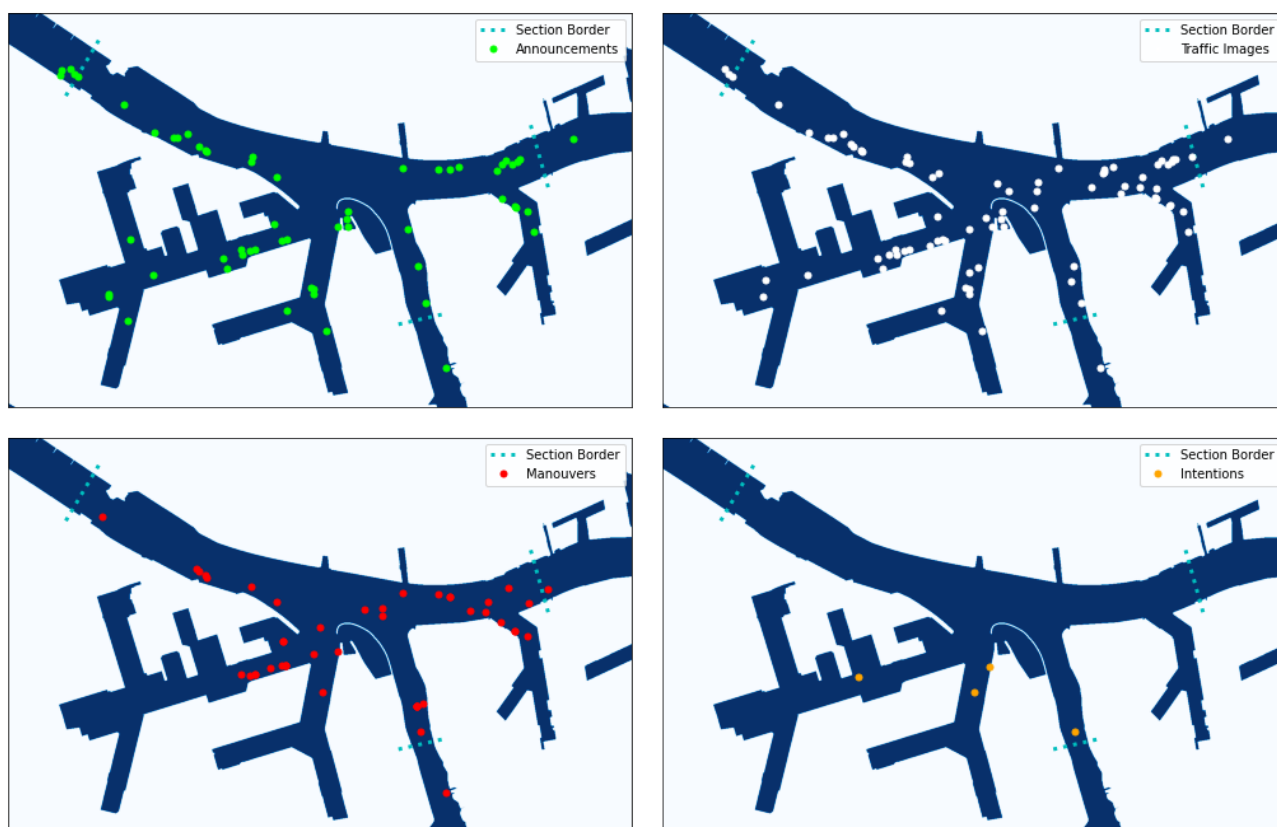 Section Border
Announcements
Section Border
Traffic Images
Section Border
Manouvers
Section Border
Intentions